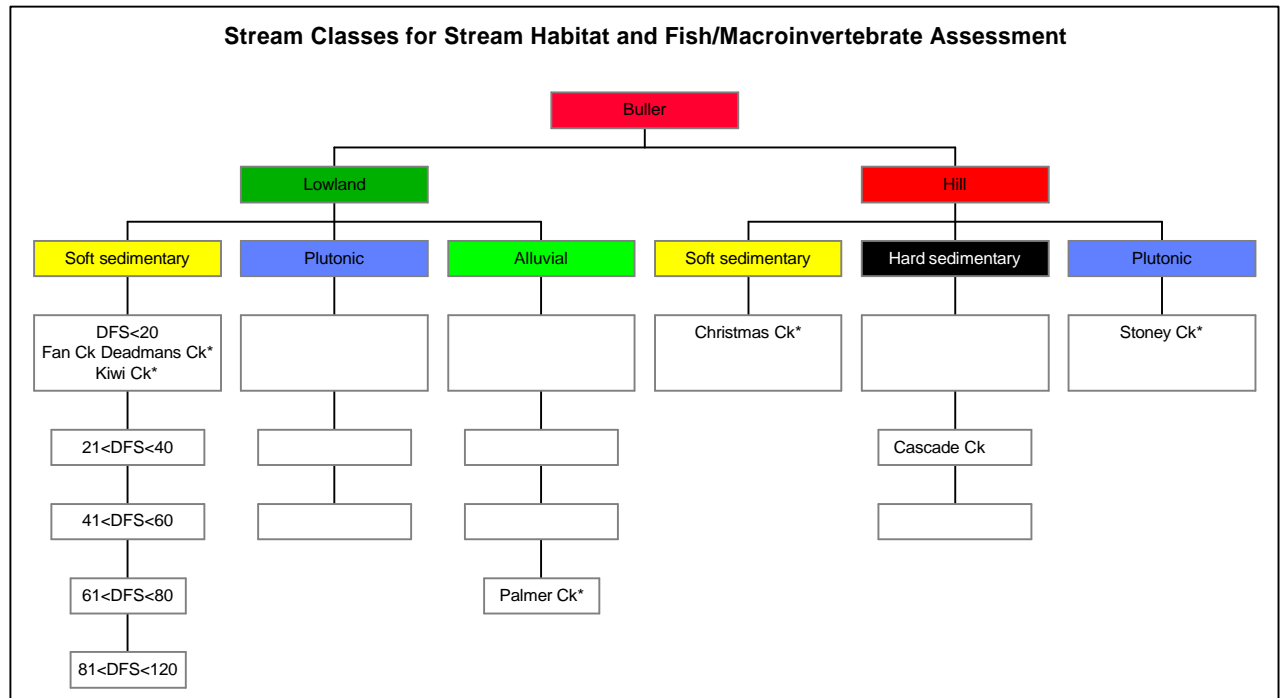 Stream Classes for Stream Habitat and Fish/Macroinvertebrate Assessment
Buller
Lowland
Hill
Soft sedimentary
Plutonic
Alluvial
Soft sedimentary
Hard sedimentary
Plutonic
DFS<20
Fan Ck Deadmans Ck*
Kiwi Ck*
Christmas Ck*
Stoney Ck*
21<DFS<40
Cascade Ck
41<DFS<60
61<DFS<80
Palmer Ck*
81<DFS<120